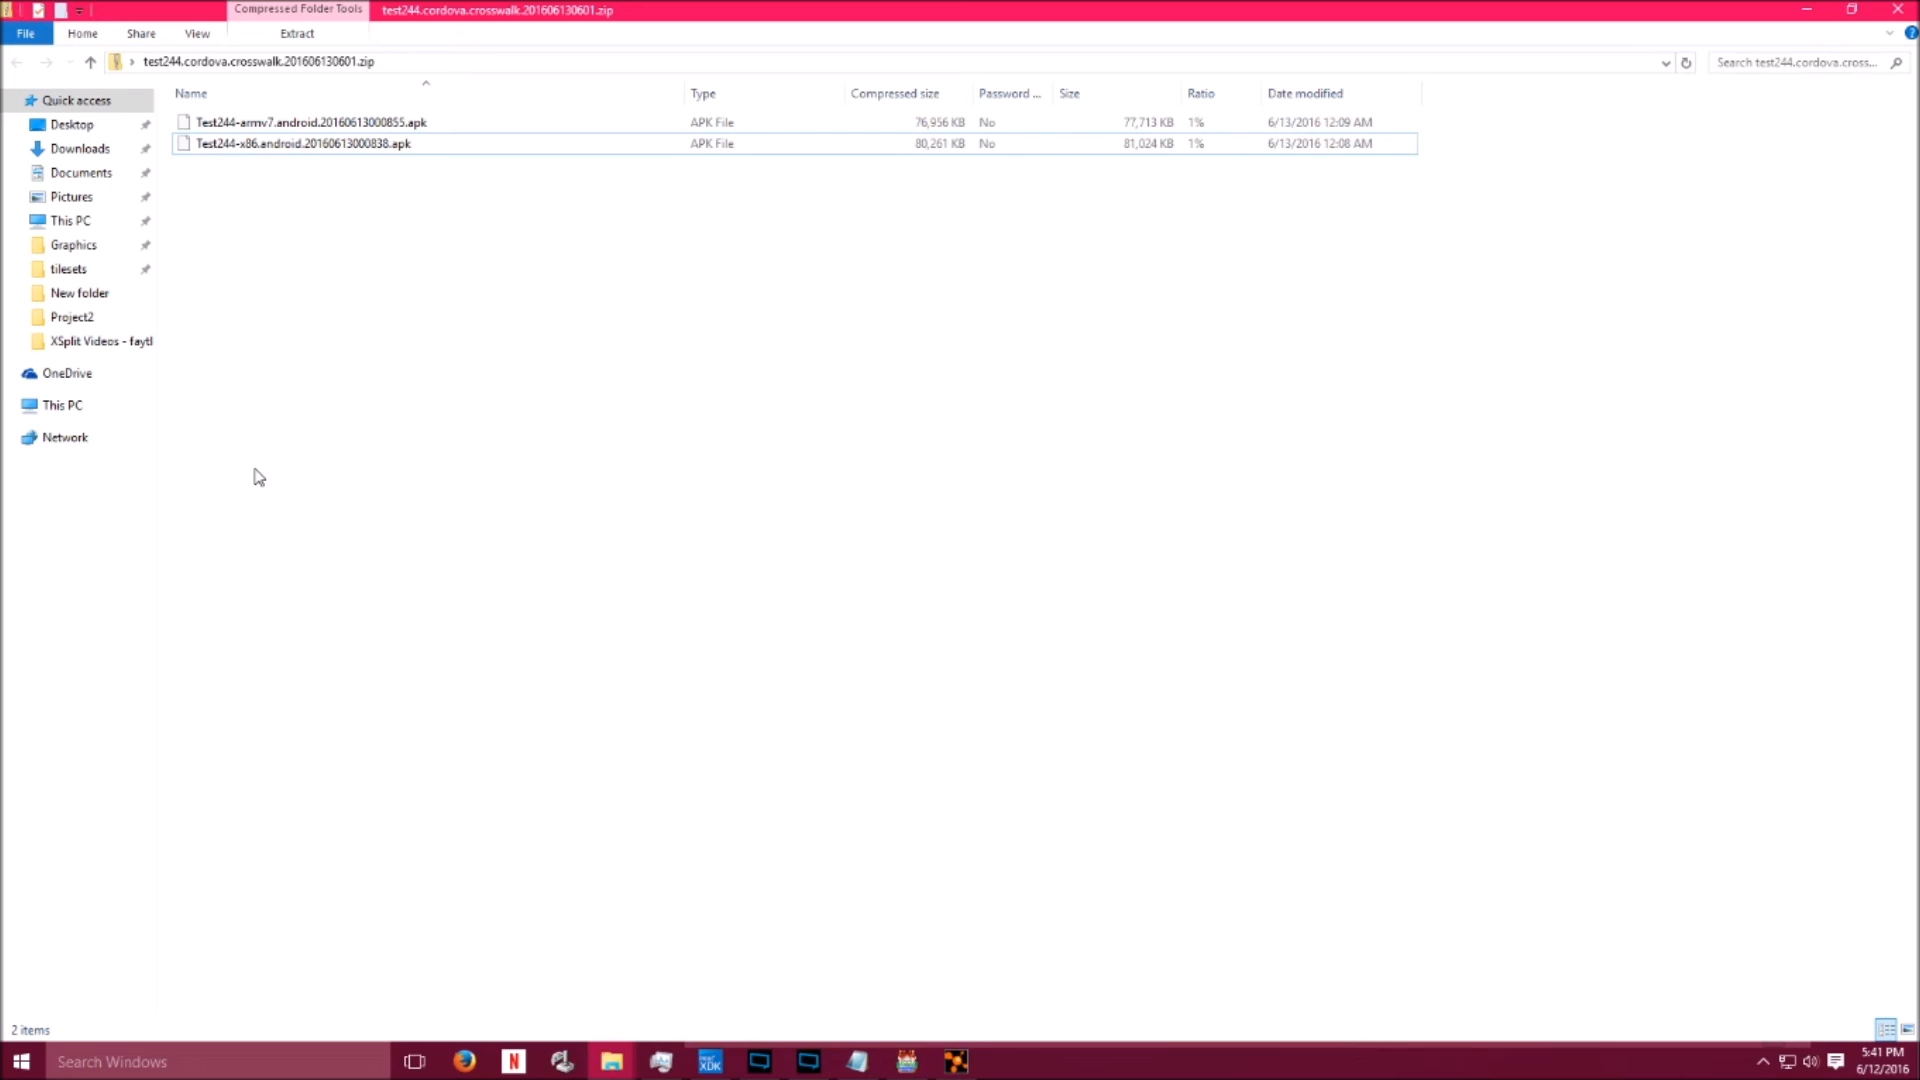 Compressed Folder Tools test244.cordova.crosswalk.201606130601.zip
File Home Share View Extract
test244.cordova.crosswalk.201606130601.zip Search test244.cordova.cross...
Name Type Compressed size Password ... Size Ratio Date modified
Test244-armv7.android.20160613000855.apk APK File 76,956 KB No 77,713 KB 1% 6/13/2016 12:09 AM
Test244-x86.android.20160613000838.apk APK File 80,261 KB No 81,024 KB 1% 6/13/2016 12:08 AM
Quick access
Desktop
Downloads
Documents
Pictures
This PC
Graphics
tilesets
New folder
Project2
XSplit Videos - faytl
OneDrive
This PC
Network
2 items
Search Windows
N
XDK
5:41 PM
6/12/2016